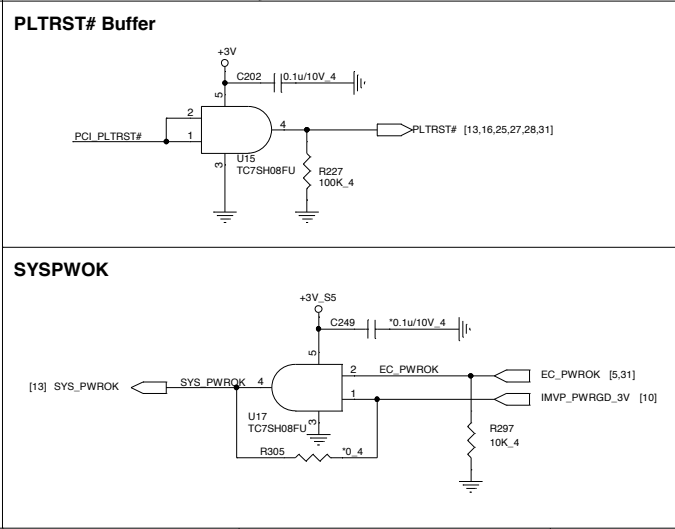 PLTRST# Buffer
+3V
C202
0.1u/10V_4
5
2
4
PCI_PLTRST#
1
PLTRST# [13,16,25,27,28,31]
3
U15
TC7SH08FU
R227
100K_4
SYSPWOK
+3V_S5
C249
*0.1u/10V_4
5
2
EC_PWROK
EC_PWROK [5,31]
[13] SYS_PWROK
SYS_PWROK
4
1
IMVP_PWRGD_3V [10]
U17
TC7SH08FU
3
R297
10K_4
R305
*0_4